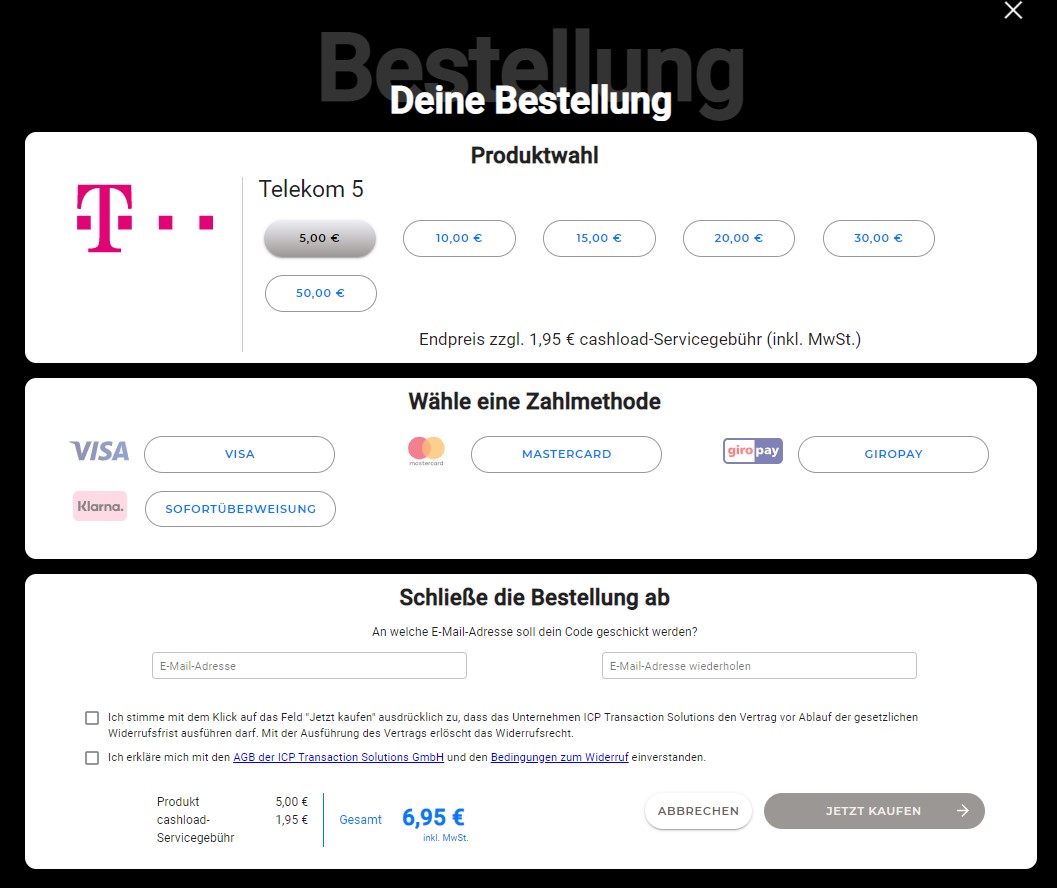 Bestellung
Deine Bestellung
Produktwahl
T
Telekom 5
5,00 €
10,00 €
15,00 €
20,00 €
30,00 €
50,00 €
Endpreis zzgl. 1,95 € cashload-Servicegebühr (inkl. MwSt.)
Wähle eine Zahlmethode
VISA
VISA
mastercard
MASTERCARD
giropay
GIROPAY
Klarna.
SOFORTÜBERWEISUNG
Schließe die Bestellung ab
An welche E-Mail-Adresse soll dein Code geschickt werden?
E-Mail-Adresse
E-Mail-Adresse wiederholen
Ich stimme mit dem Klick auf das Feld "Jetzt kaufen" ausdrücklich zu, dass das Unternehmen ICP Transaction Solutions den Vertrag vor Ablauf der gesetzlichen
Widerrufsfrist ausführen darf. Mit der Ausführung des Vertrags erlöscht das Widerrufsrecht.
Ich erkläre mich mit den AGB der ICP Transaction Solutions GmbH und den Bedingungen zum Widerruf einverstanden.
Produkt 5,00 €
cashload- 1,95 €
Servicegebühr
Gesamt 6,95 €
inkl. MwSt.
ABBRECHEN
JETZT KAUFEN